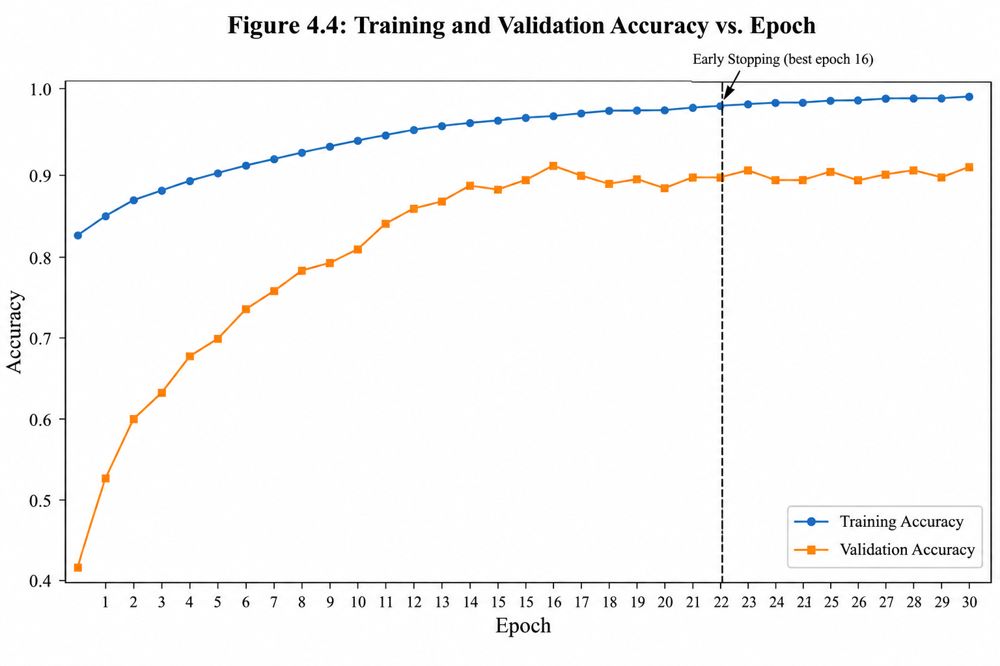 Figure 4.4: Training and Validation Accuracy vs. Epoch
Early Stopping (best epoch 16)
1.0
0.9
0.8
0.7
0.6
0.5
0.4
Accuracy
Training Accuracy
Validation Accuracy
1 2 3 4 5 6 7 8 9 10 11 12 13 14 15 15 16 17 18 19 20 21 22 23 24 21 25 26 27 28 29 30
Epoch